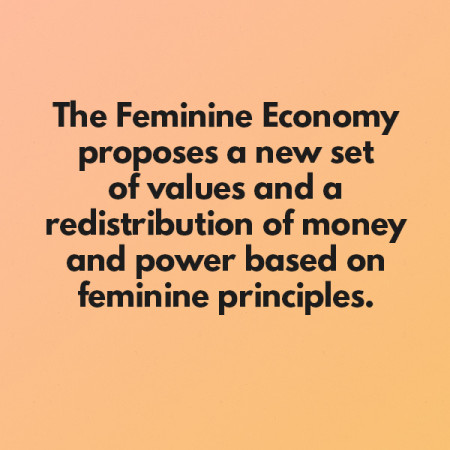 The Feminine Economy
proposes a new set
of values and a
redistribution of money
and power based on
feminine principles.